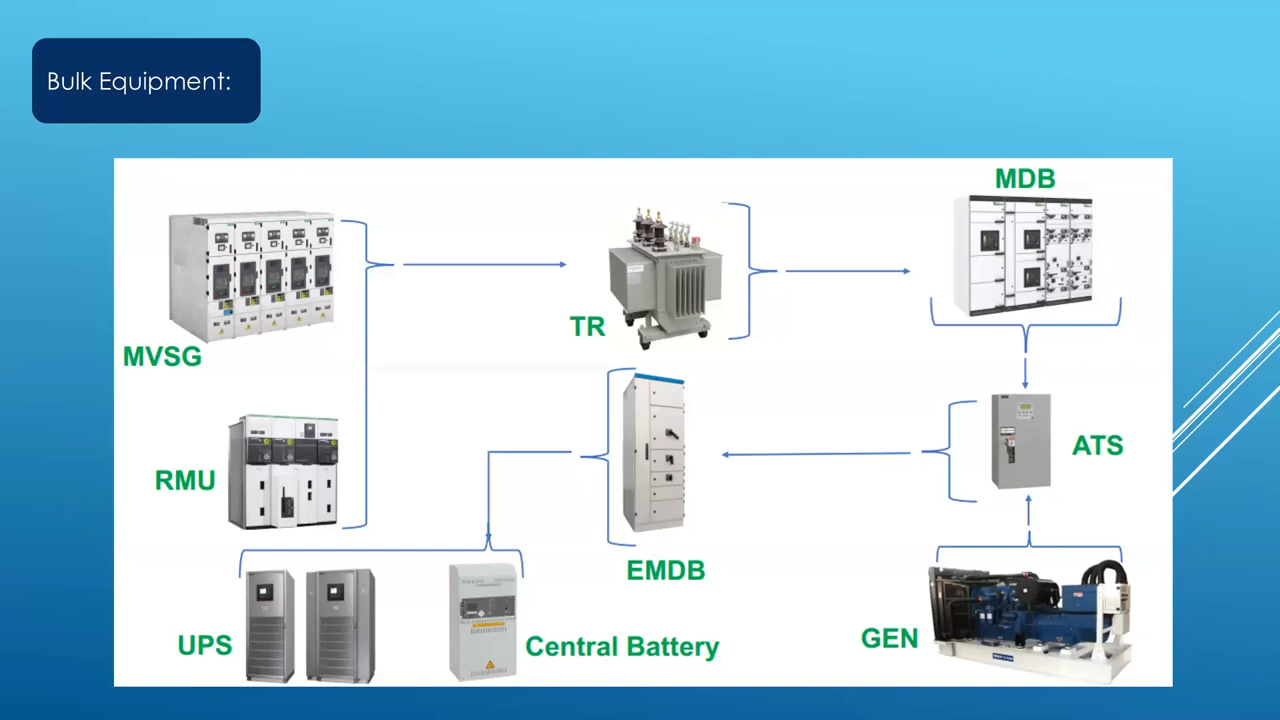 Bulk Equipment:
MDB
TR
MVSG
ATS
RMU
EMDB
GEN
UPS
Central Battery